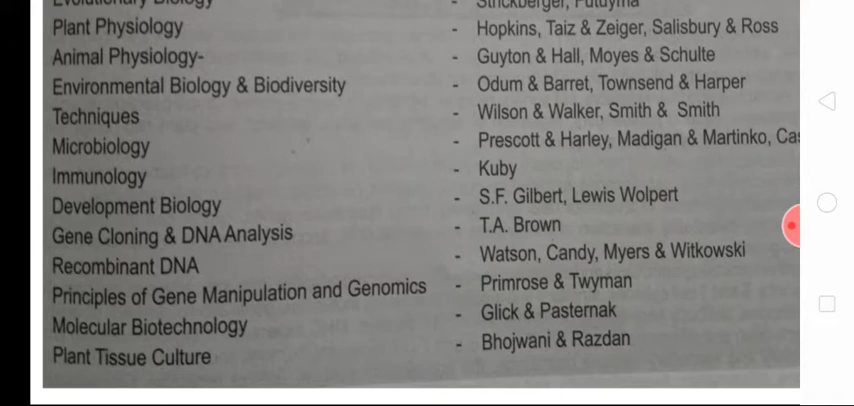 Plant Physiology - Hopkins, Taiz & Zeiger, Salisbury & Ross
Animal Physiology- - Guyton & Hall, Moyes & Schulte
Environmental Biology & Biodiversity - Odum & Barret, Townsend & Harper
Techniques - Wilson & Walker, Smith & Smith
Microbiology - Prescott & Harley, Madigan & Martinko,
Immunology - Kuby
Development Biology - S.F. Gilbert, Lewis Wolpert
Gene Cloning & DNA Analysis - T.A. Brown
Recombinant DNA - Watson, Candy, Myers & Witkowski
Principles of Gene Manipulation and Genomics - Primrose & Twyman
Molecular Biotechnology - Glick & Pasternak
Plant Tissue Culture - Bhojwani & Razdan